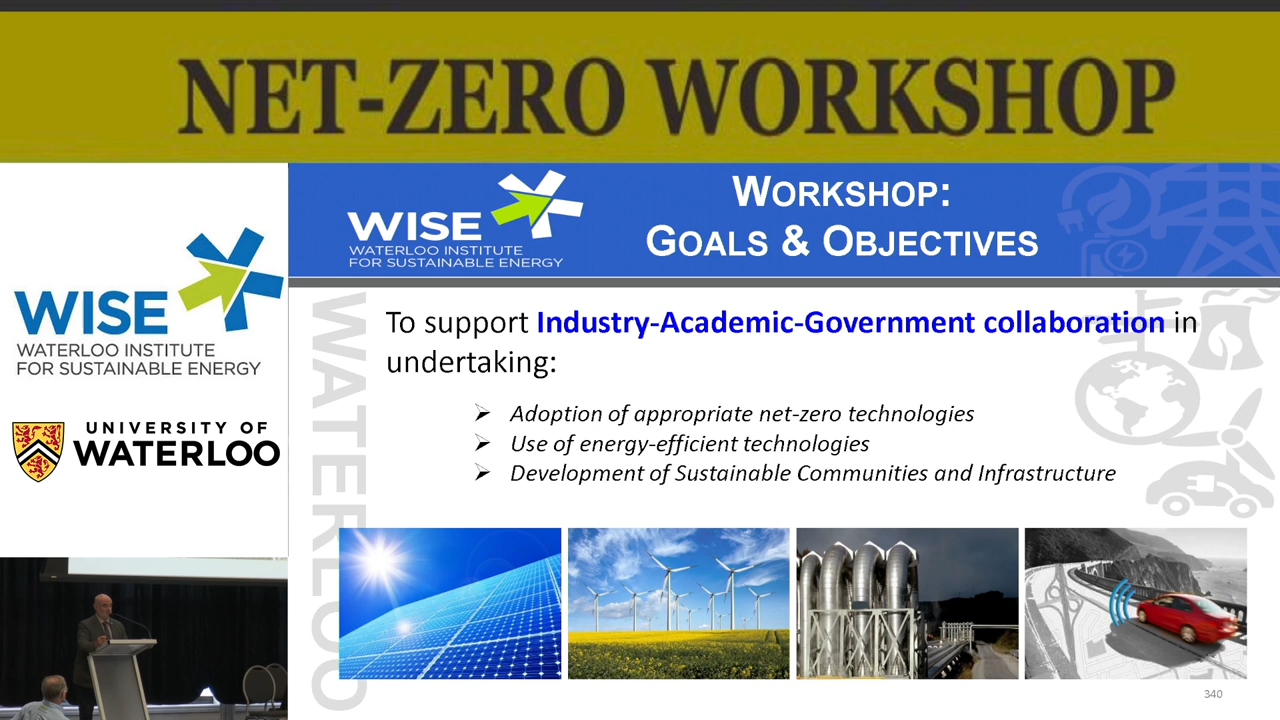 NET-ZERO WORKSHOP
WISE
WATERLOO INSTITUTE
FOR SUSTAINABLE ENERGY
UNIVERSITY OF
WATERLOO
WISE
WATERLOO INSTITUTE
FOR SUSTAINABLE ENERGY
WORKSHOP:
GOALS & OBJECTIVES
WATERLOO
To support Industry-Academic-Government collaboration in
undertaking:
➢ Adoption of appropriate net-zero technologies
➢ Use of energy-efficient technologies
➢ Development of Sustainable Communities and Infrastructure
340